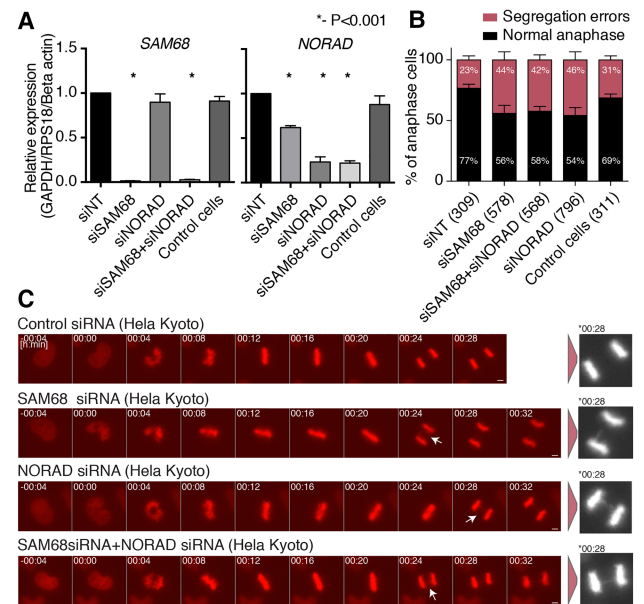 A
*- P<0.001
SAM68
NORAD
Relative expression
(GAPDH/RPS18/Beta actin)
1.5
1.0
0.5
0.0
* * * * *
siNT
siSAM68
siNORAD
siSAM68+siNORAD
Control cells
siNT
siSAM68
siNORAD
siSAM68+siNORAD
Control cells
B
Segregation errors
Normal anaphase
% of anaphase cells
100
50
0
23% 44% 42% 46% 31%
77% 56% 58% 54% 69%
siNT (309)
siSAM68 (578)
siSAM68+siNORAD (568)
siNORAD (796)
Control cells (311)
C
Control siRNA (Hela Kyoto)
-00:04 00:00 00:04 00:08 00:12 00:16 00:20 00:24 00:28 *00:28
[h:min]
SAM68 siRNA (Hela Kyoto)
-00:04 00:00 00:04 00:08 00:12 00:16 00:20 00:24 00:28 00:32 *00:28
NORAD siRNA (Hela Kyoto)
-00:04 00:00 00:04 00:08 00:12 00:16 00:20 00:24 00:28 00:32 *00:28
SAM68siRNA+NORAD siRNA (Hela Kyoto)
-00:04 00:00 00:04 00:08 00:12 00:16 00:20 00:24 00:28 00:32 *00:28